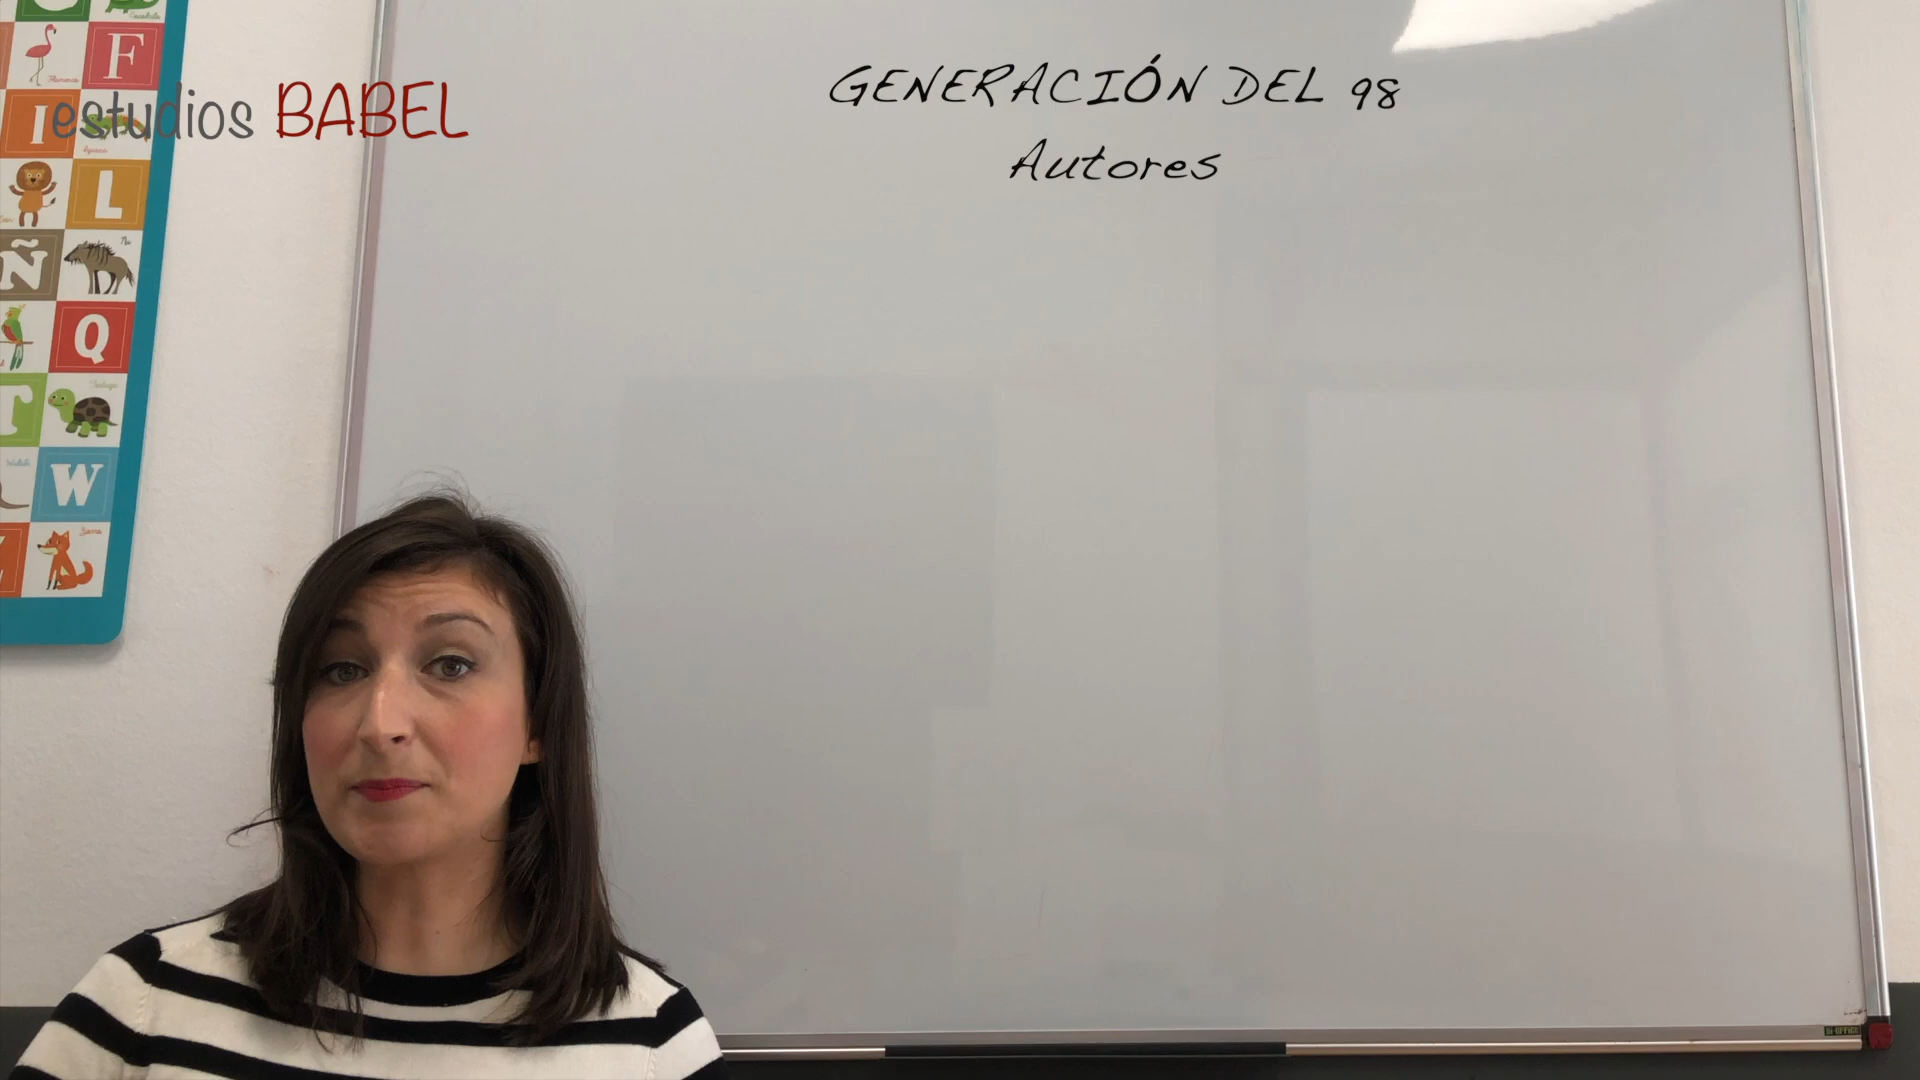 F
I
L
Ñ
Q
W
estudios BABEL
GENERACIÓN DEL 98
Autores